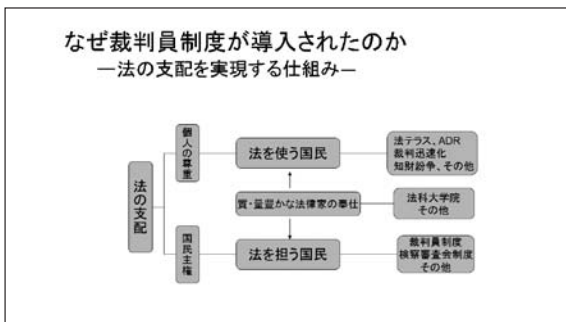 なぜ裁判員制度が導入されたのか
―法の支配を実現する仕組み―
法の支配
個人の尊重
法を使う国民
法テラス、ADR
裁判迅速化
知財紛争、その他
質・量豊かな法律家の奉仕
法科大学院
その他
国民主権
法を担う国民
裁判員制度
検察審査会制度
その他